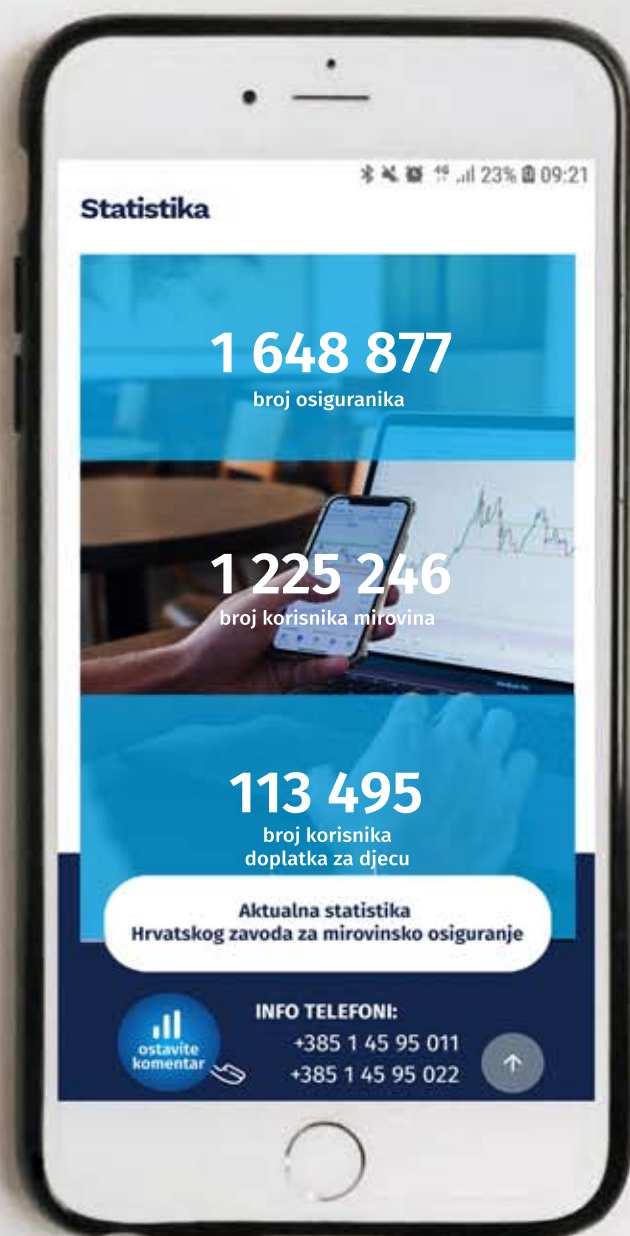 23% 09:21
Statistika
1 648 877
broj osiguranika
1 225 246
broj korisnika mirovina
113 495
broj korisnika
doplatka za djecu
Aktualna statistika
Hrvatskog zavoda za mirovinsko osiguranje
ostavite
komentar
INFO TELEFONI:
+385 1 45 95 011
+385 1 45 95 022